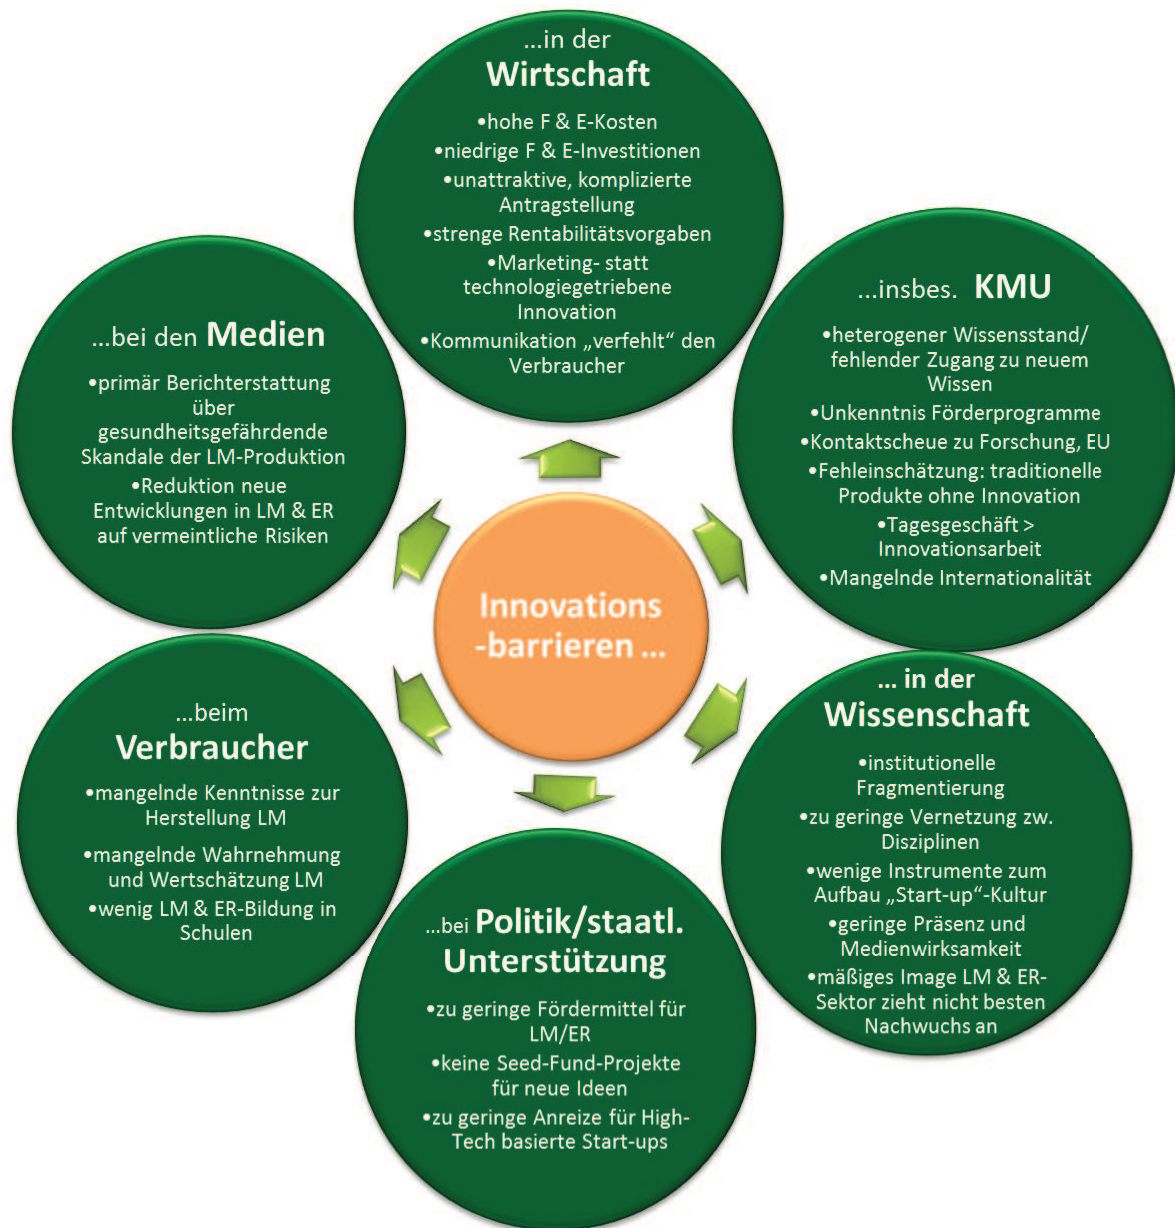 ...in der
Wirtschaft
•hohe F & E-Kosten
•niedrige F & E-Investitionen
•unattraktive, komplizierte
Antragstellung
•strenge Rentabilitätsvorgaben
•Marketing- statt
technologiegetriebene
Innovation
•Kommunikation „verfehlt“ den
Verbraucher
...insbes. KMU
•heterogener Wissensstand/
fehlender Zugang zu neuem
Wissen
•Unkenntnis Förderprogramme
•Kontaktscheue zu Forschung, EU
•Fehleinschätzung: traditionelle
Produkte ohne Innovation
•Tagesgeschäft >
Innovationsarbeit
•Mangelnde Internationalität
... in der
Wissenschaft
•institutionelle
Fragmentierung
•zu geringe Vernetzung zw.
Disziplinen
•wenige Instrumente zum
Aufbau „Start-up“-Kultur
•geringe Präsenz und
Medienwirksamkeit
•mäßiges Image LM & ER-
Sektor zieht nicht besten
Nachwuchs an
...bei Politik/staatl.
Unterstützung
•zu geringe Fördermittel für
LM/ER
•keine Seed-Fund-Projekte
für neue Ideen
•zu geringe Anreize für High-
Tech basierte Start-ups
...beim
Verbraucher
•mangelnde Kenntnisse zur
Herstellung LM
•mangelnde Wahrnehmung
und Wertschätzung LM
•wenig LM & ER-Bildung in
Schulen
...bei den Medien
•primär Berichterstattung
über
gesundheitsgefährdende
Skandale der LM-Produktion
•Reduktion neue
Entwicklungen in LM & ER
auf vermeintliche Risiken
Innovations
-barrieren ...